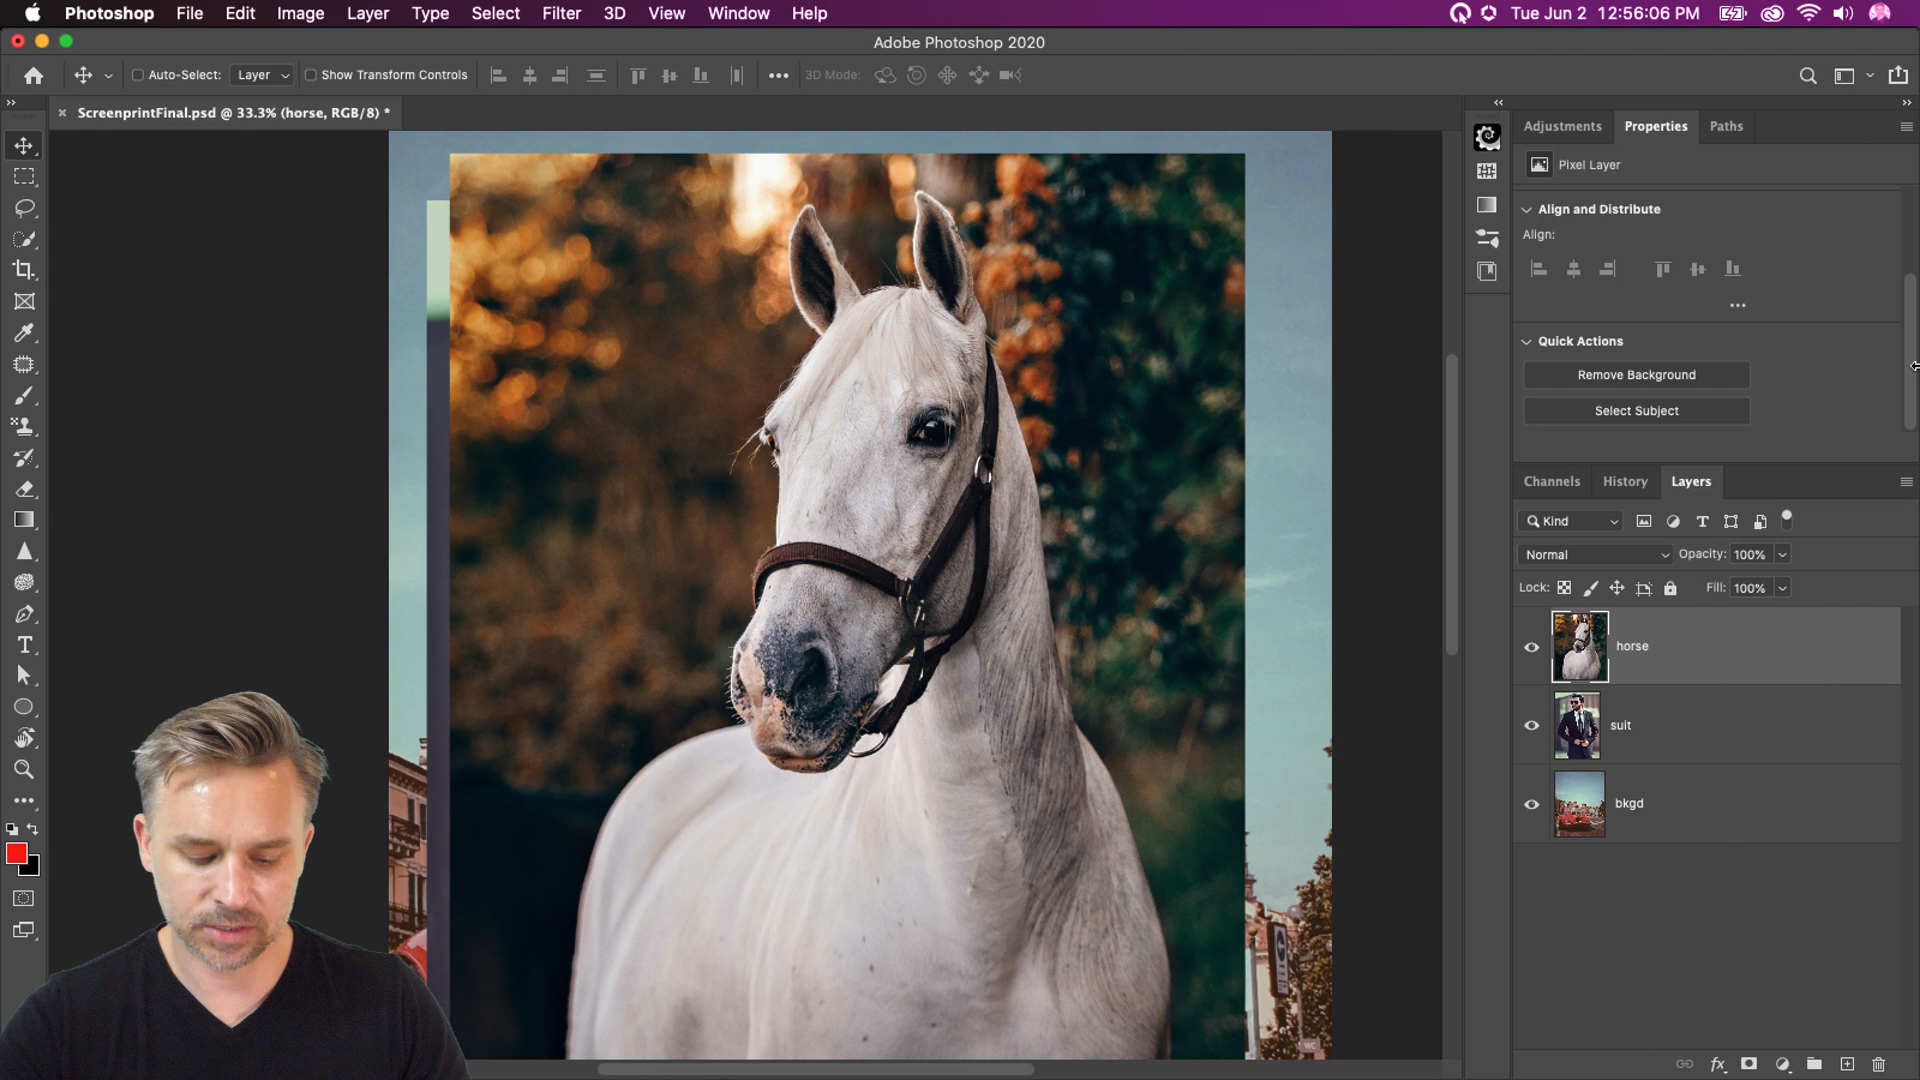 Photoshop File Edit Image Layer Type Select Filter 3D View Window Help Tue Jun 2 12:56:06 PM
Adobe Photoshop 2020
Auto-Select: Layer Show Transform Controls 3D Mode:
ScreenprintFinal.psd @ 33.3% (horse, RGB/8) *
Adjustments Properties Paths
Pixel Layer
Align and Distribute
Align:
Quick Actions
Remove Background
Select Subject
Channels History Layers
Kind
Normal Opacity: 100%
Lock: Fill: 100%
horse
suit
bkgd
WC